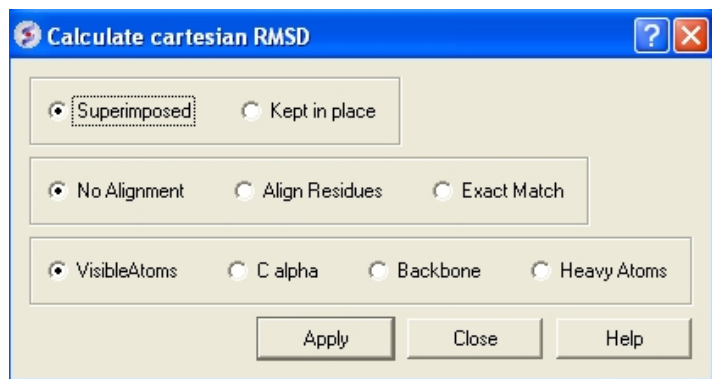 Calculate cartesian RMSD
Superimposed Kept in place
No Alignment Align Residues Exact Match
VisibleAtoms C alpha Backbone Heavy Atoms
Apply Close Help